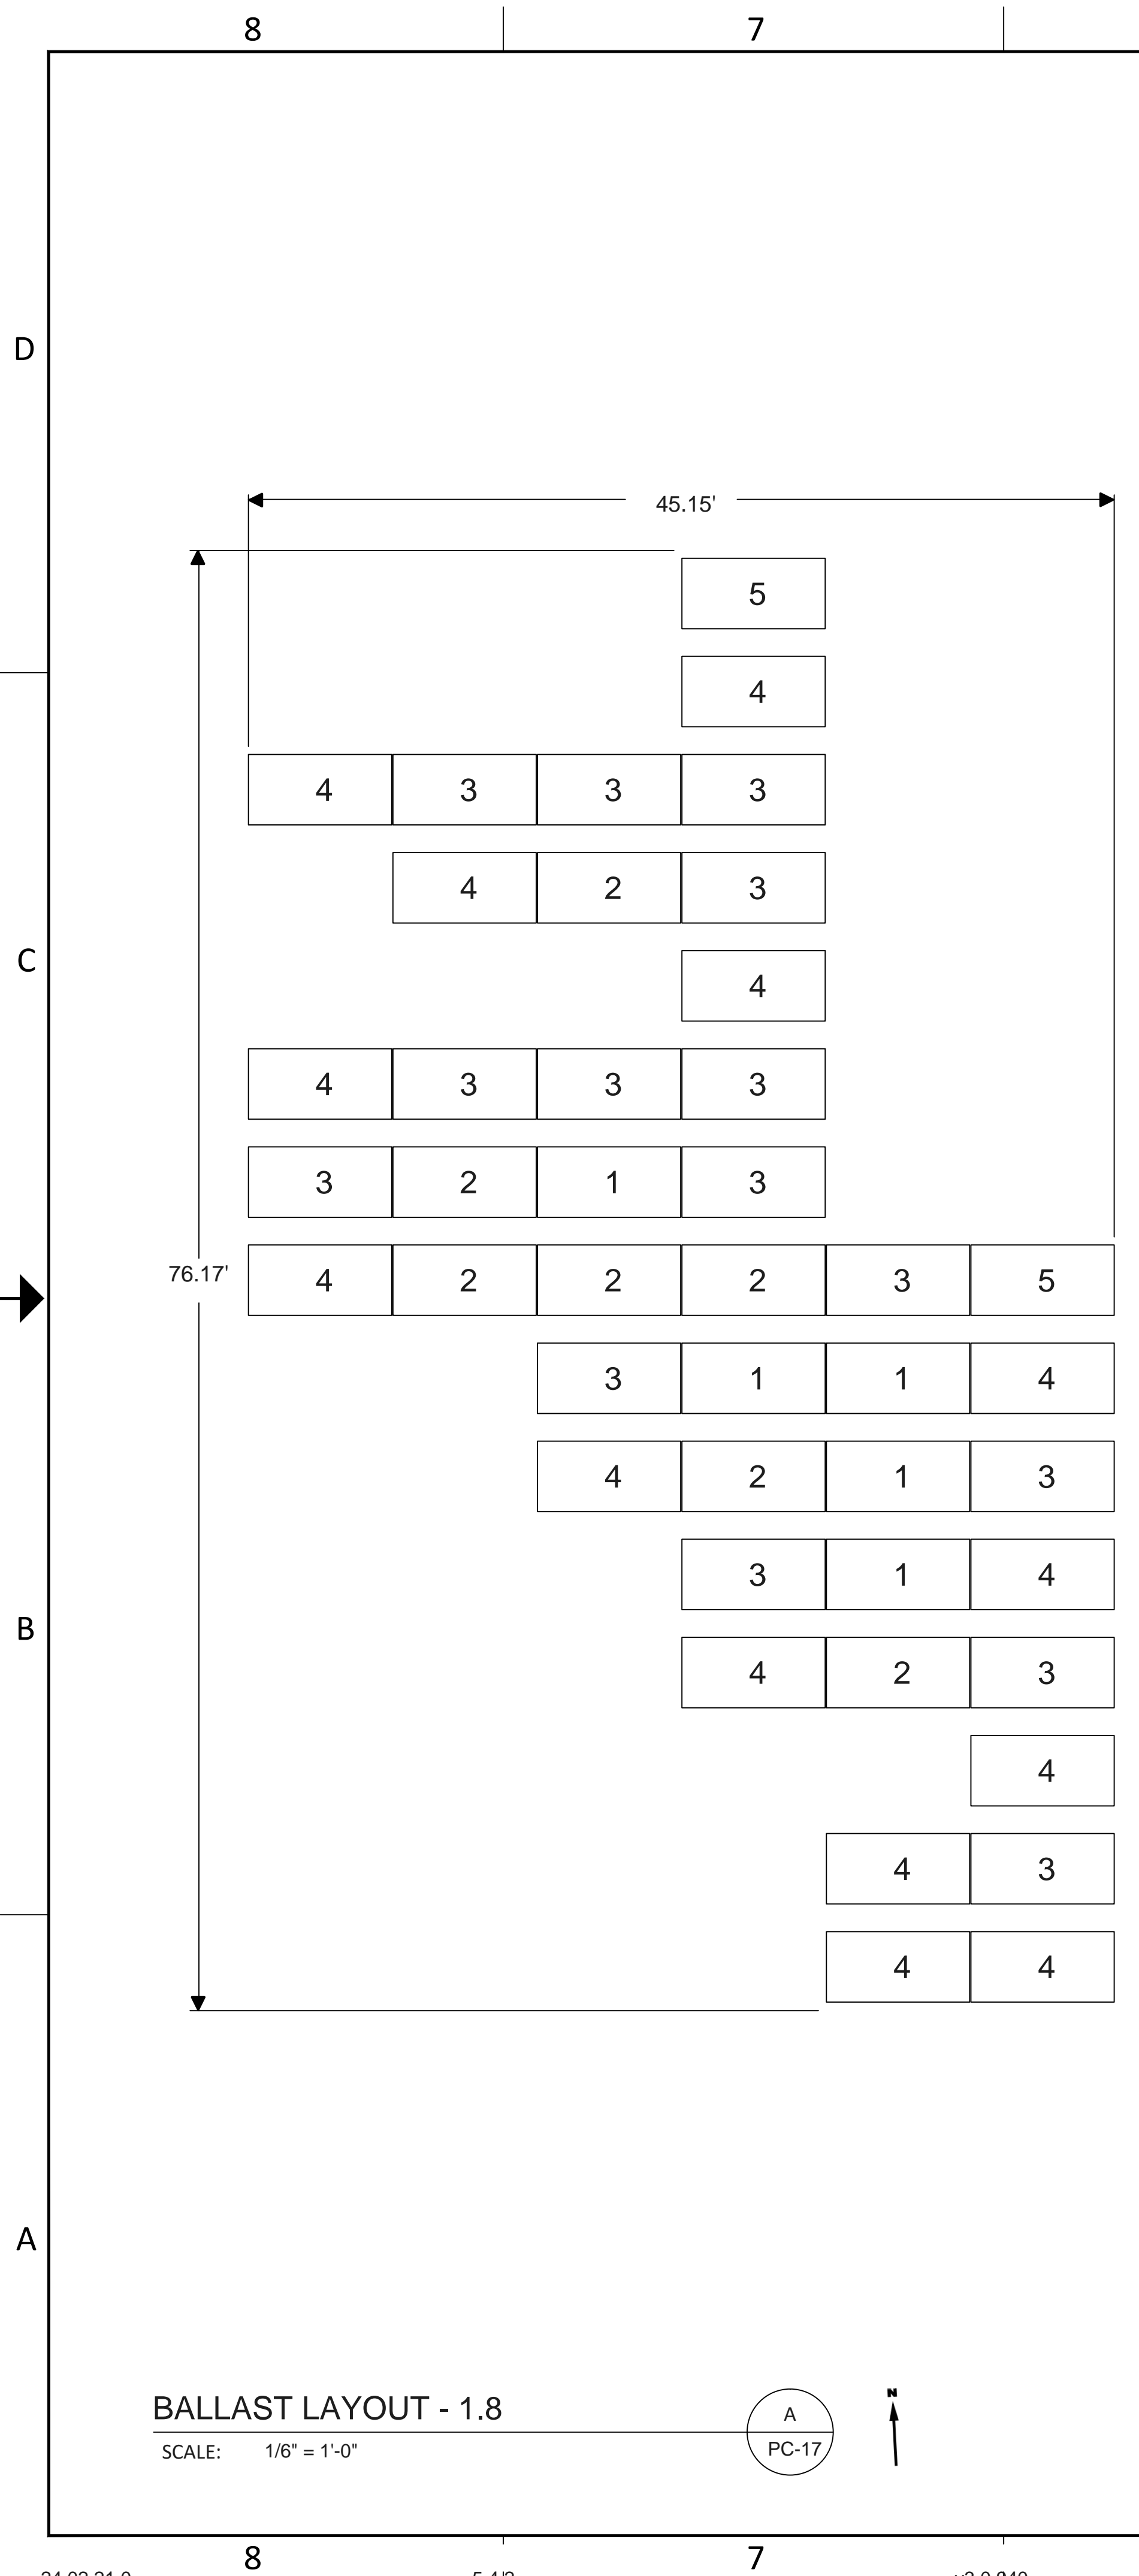 8 7
45.15'
5
D
4
4 3 3 3
4 2 3
C
4
4 3 3 3
3 2 1 3
76.17'
4 2 2 2 3 5
3 1 1 4
4 2 1 3
3 1 4
B
4 2 3
4
4 3
4 4
A
BALLAST LAYOUT - 1.8
SCALE: 1/6" = 1'-0"
A
PC-17
N
8 7